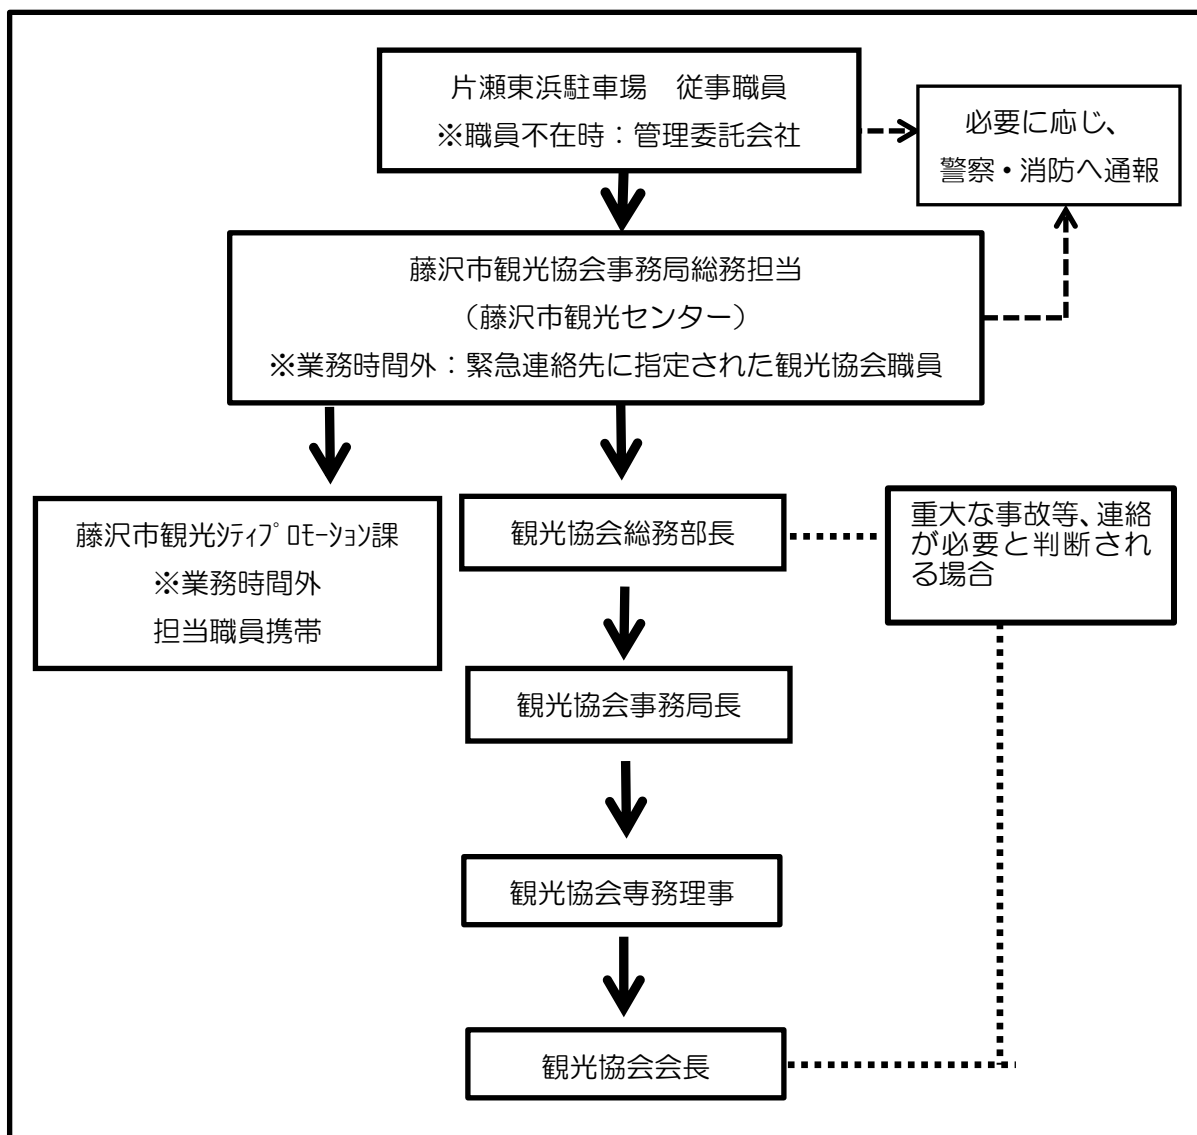 片瀬東浜駐車場　従事職員
※職員不在時：管理委託会社
必要に応じ、
警察・消防へ通報
藤沢市観光協会事務局総務担当
（藤沢市観光センター）
※業務時間外：緊急連絡先に指定された観光協会職員
藤沢市観光ｼﾃｨﾌﾟﾛﾓｰｼｮﾝ課
※業務時間外
担当職員携帯
観光協会総務部長
重大な事故等、連絡
が必要と判断され
る場合
観光協会事務局長
観光協会専務理事
観光協会会長